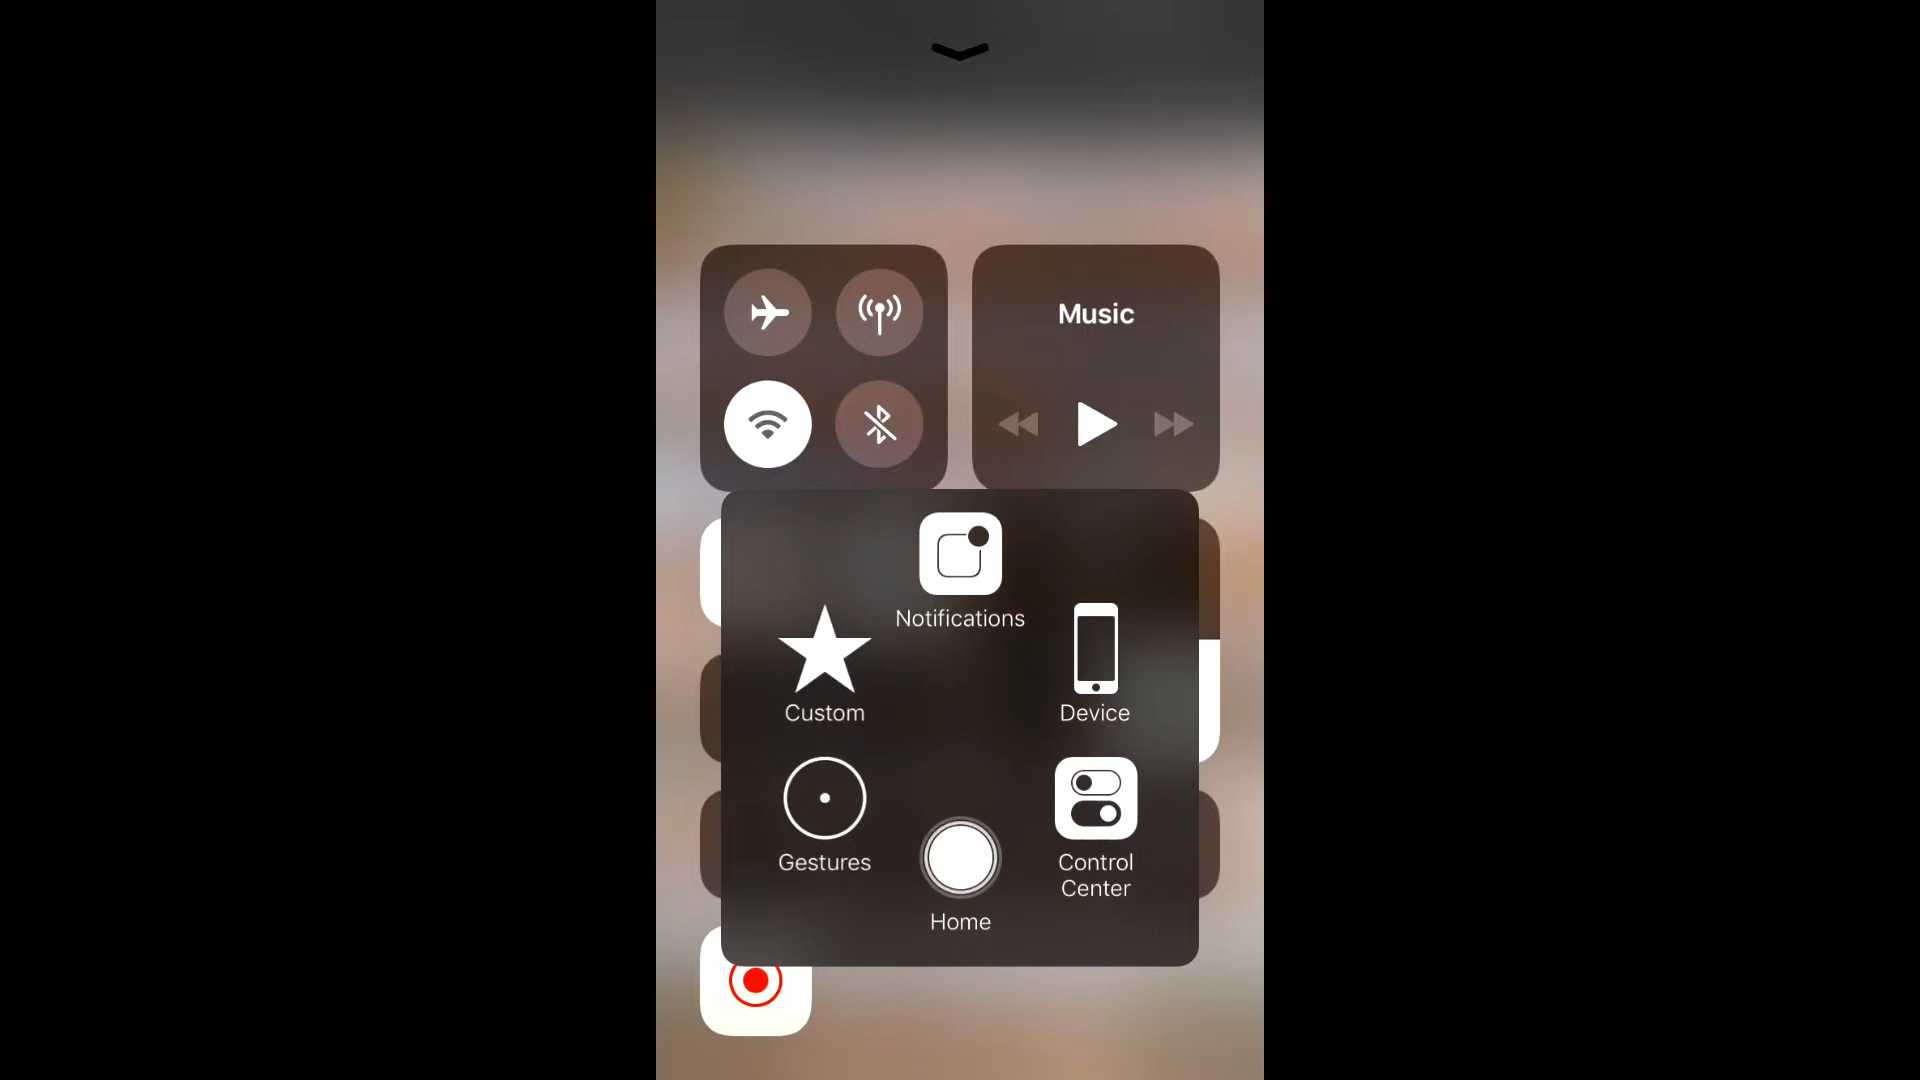 Music
Notifications
Custom
Device
Gestures
Control
Center
Home